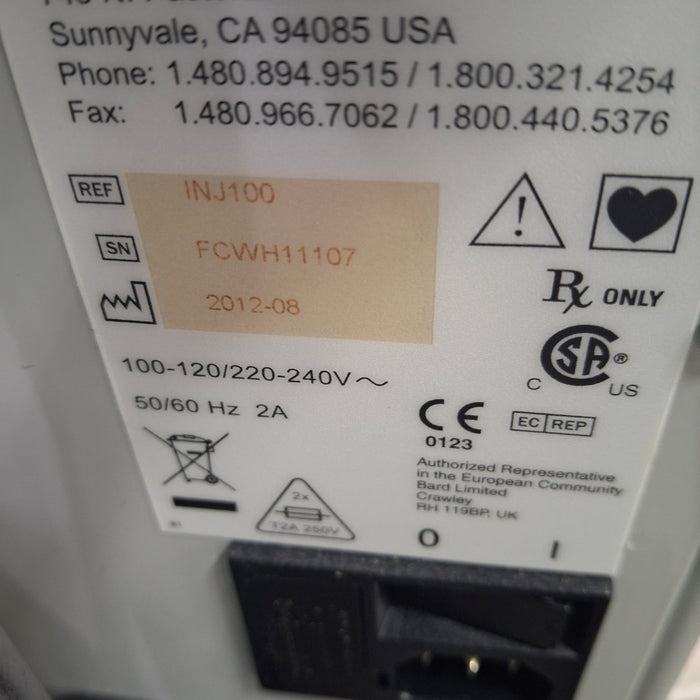 Sunnyvale, CA 94085 USA
Phone: 1.480.894.9515 / 1.800.321.4254
Fax: 1.480.966.7062 / 1.800.440.5376
REF INJ100
SN FCWH11107
2012-08
Rx ONLY
100-120/220-240V~
50/60 Hz 2A
C SA® US
CE EC REP
0123
Authorized Representative
in the European Community
Bard Limited
Crawley
RH 119BP, UK
2x
T2A 250V
O I